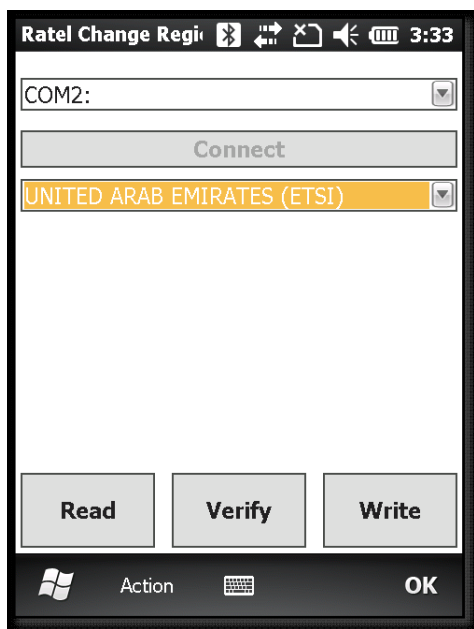 Ratel Change Regi 3:33
COM2:
Connect
UNITED ARAB EMIRATES (ETSI)
Read Verify Write
Action OK